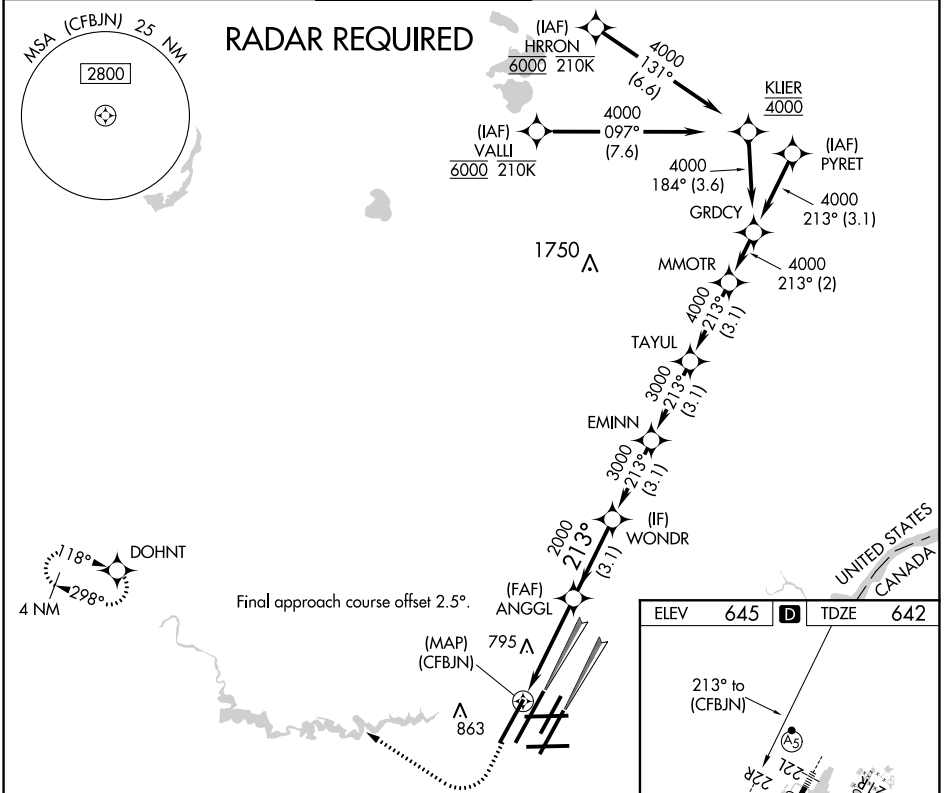 MSA (CFBJN) 25 NM
2800
RADAR REQUIRED
(IAF)
HRRON
6000 210K
4000
131°
(6.6)
KLIER
4000
(IAF)
VALLI
6000 210K
4000
097°
(7.6)
(IAF)
PYRET
4000
184° (3.6)
4000
213° (3.1)
GRDCY
1750
MMOTR
4000
213° (2)
4000
213°
(3.1)
TAYUL
3000
213°
(3.1)
EMINN
3000
213°
(3.1)
(IF)
WONDR
2000
213°
(3.1)
118°
298°
4 NM
DOHNT
Final approach course offset 2.5°.
(FAF)
ANGGL
795
(MAP)
(CFBJN)
863
UNITED STATES
CANADA
ELEV 645 D TDZE 642
213° to
(CFBJN)
A5
22R
22L